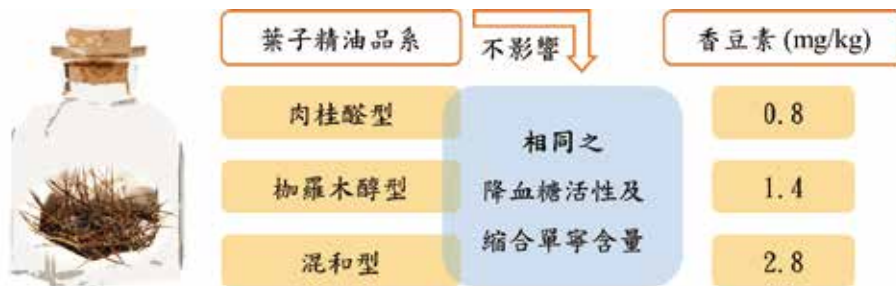 葉子精油品系
不影響
香豆素 (mg/kg)
肉桂醛型
相同之
0.8
枷羅木醇型
降血糖活性及
1.4
縮合單寧含量
混和型
2.8